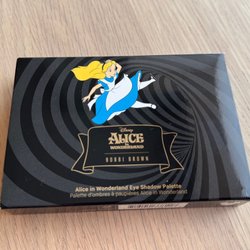 Disney
ALICE
IN
WONDERLAND
BOBBI BROWN
Alice in Wonderland Eye Shadow Palette
Palette d'ombres à paupières Alice in Wonderland